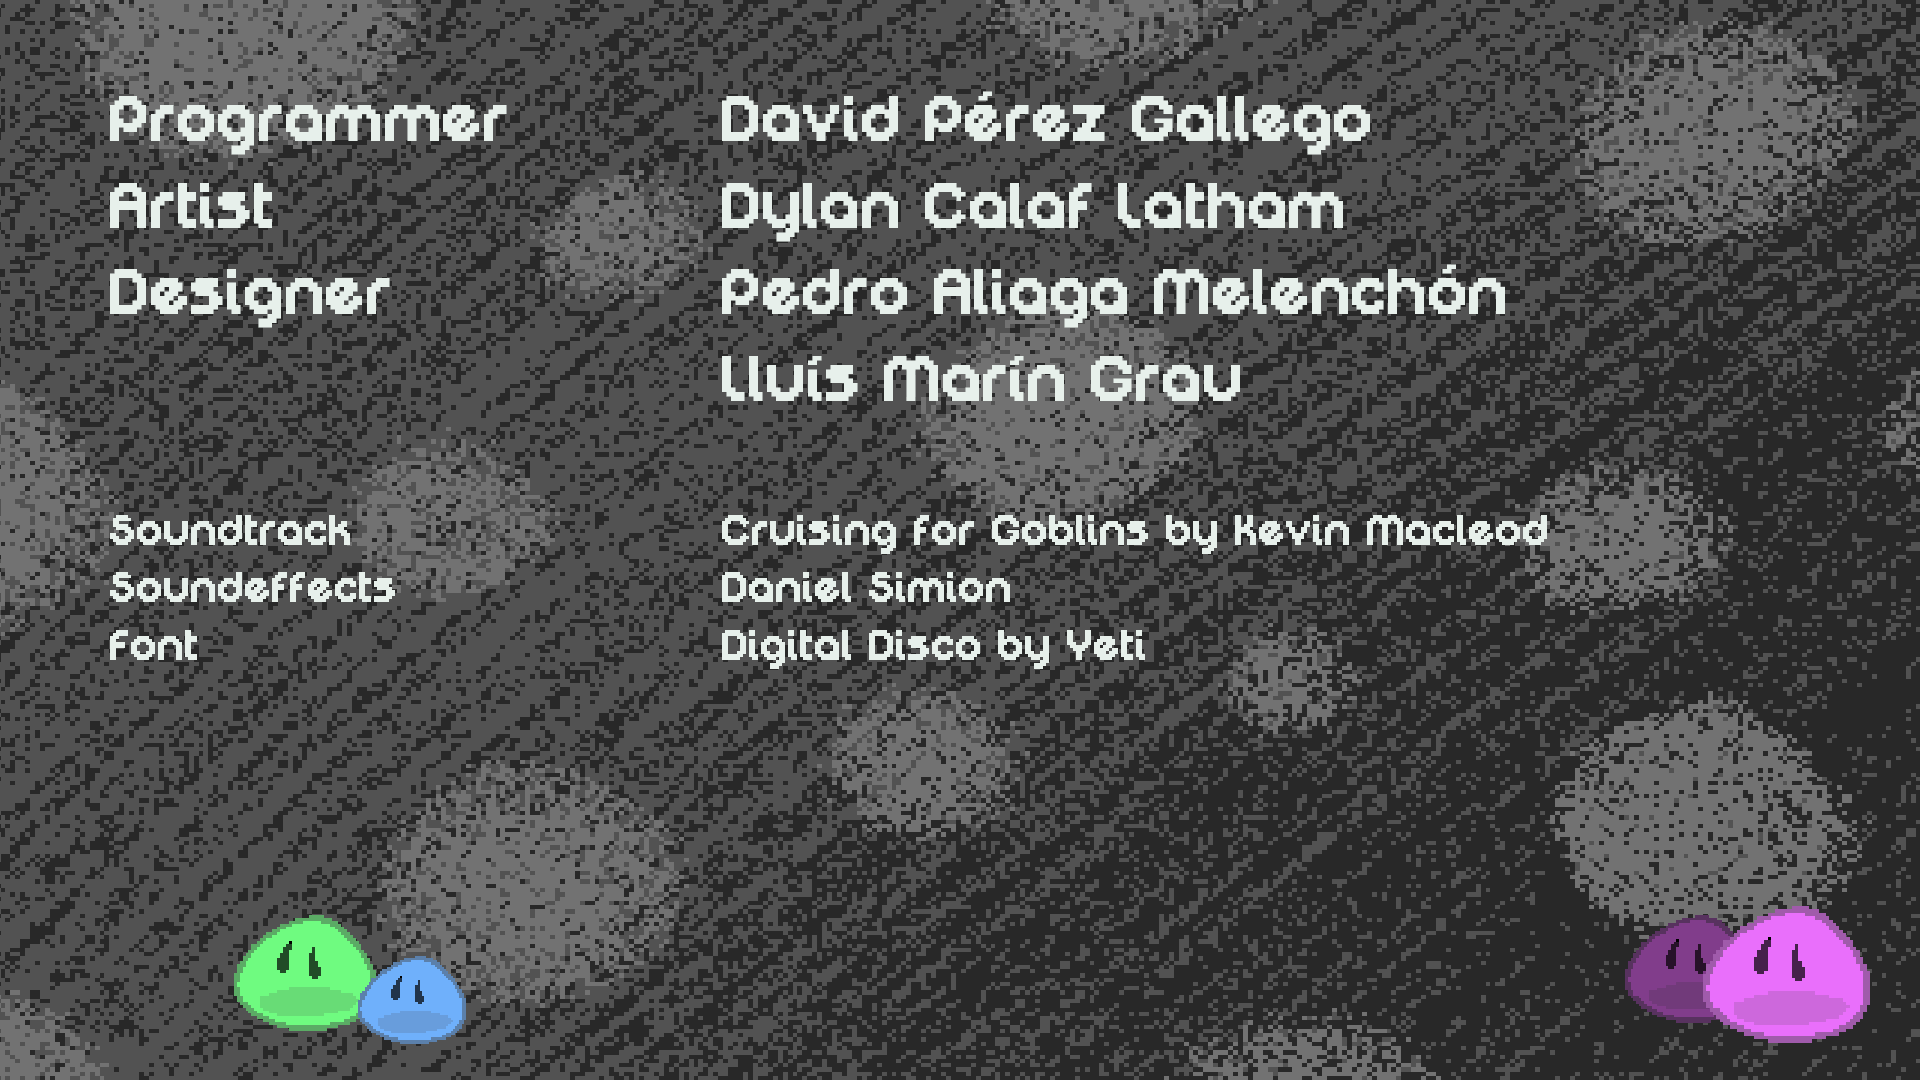 Programmer David Pérez Gallego
Artist Dylan Calaf Latham
Designer Pedro Aliaga Melenchón
Lluís Marín Grau
Soundtrack Cruising for Goblins by Kevin Macleod
Soundeffects Daniel Simion
Font Digital Disco by Yeti